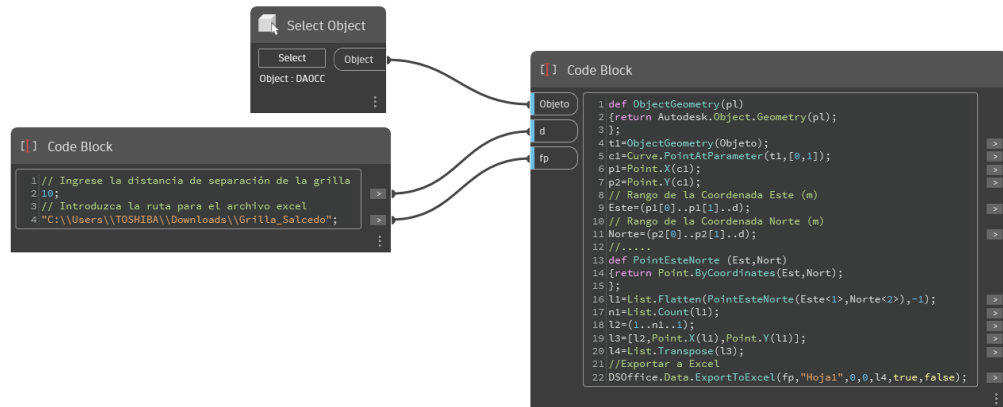 Select Object
Select
Object
Object : DAOCC
Code Block
1 // Ingrese la distancia de separación de la grilla
2 10;
3 // Introduzca la ruta para el archivo excel
4 "C:\\Users\\TOSHIBA\\Downloads\\Grilla_Salcedo";
Code Block
Objeto
d
fp
1 def ObjectGeometry(pl)
2 {return Autodesk.Object.Geometry(pl);
3 };
4 t1=ObjectGeometry(Objeto);
5 c1=Curve.PointAtParameter(t1,[0,1]);
6 p1=Point.X(c1);
7 p2=Point.Y(c1);
8 // Rango de la Coordenada Este (m)
9 Este=(p1[0]..p1[1]..d);
10 // Rango de la Coordenada Norte (m)
11 Norte=(p2[0]..p2[1]..d);
12 //.....
13 def PointEsteNorte (Est,Nort)
14 {return Point.ByCoordinates(Est,Nort);
15 };
16 l1=List.Flatten(PointEsteNorte(Este<1>,Norte<2>),-1);
17 n1=List.Count(l1);
18 l2=(1..n1..1);
19 l3=[l2,Point.X(l1),Point.Y(l1)];
20 l4=List.Transpose(l3);
21 //Exportar a Excel
22 DSOffice.Data.ExportToExcel(fp,"Hoja1",0,0,l4,true,false);